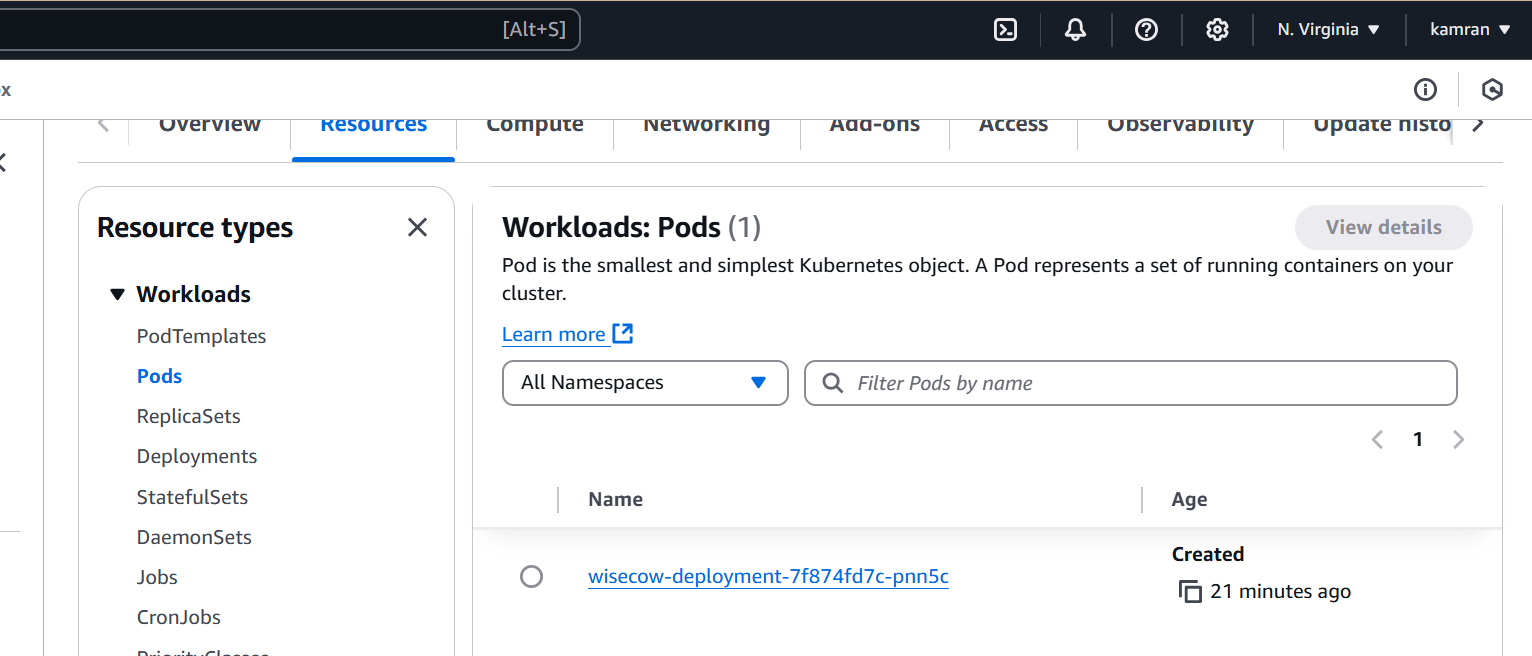 [Alt+S]
N. Virginia
kamran
x
Overview
Resources
Compute
Networking
Add-ons
Access
Observability
Update histo
Resource types
Workloads
PodTemplates
Pods
ReplicaSets
Deployments
StatefulSets
DaemonSets
Jobs
CronJobs
PriorityClasses
Workloads: Pods (1)
View details
Pod is the smallest and simplest Kubernetes object. A Pod represents a set of running containers on your
cluster.
Learn more
All Namespaces
Filter Pods by name
1
Name
Age
wisecow-deployment-7f874fd7c-pnn5c
Created
21 minutes ago